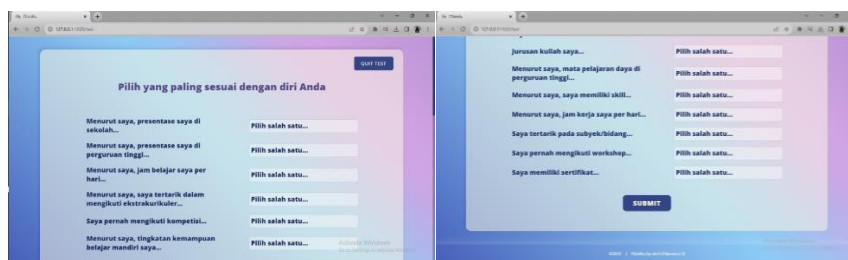 QUIT TEST
Pilih yang paling sesuai dengan diri Anda
Menurut saya, presentase saya di
sekolah...
Pilih salah satu...
Menurut saya, presentase saya di
perguruan tinggi...
Pilih salah satu...
Menurut saya, jam belajar saya per
hari...
Pilih salah satu...
Menurut saya, saya tertarik dalam
mengikuti ekstrakurikuler...
Pilih salah satu...
Saya pernah mengikuti kompetisi...
Pilih salah satu...
Menurut saya, tingkatan kemampuan
belajar mandiri saya...
Pilih salah satu...
Activate Windows
Jurusan kuliah saya...
Pilih salah satu...
Menurut saya, mata pelajaran daya di
perguruan tinggi...
Pilih salah satu...
Menurut saya, saya memiliki skill...
Pilih salah satu...
Menurut saya, jam kerja saya per hari...
Pilih salah satu...
Saya tertarik pada subyek/bidang...
Pilih salah satu...
Saya pernah mengikuti workshop...
Pilih salah satu...
Saya memiliki sertifikat...
Pilih salah satu...
SUBMIT